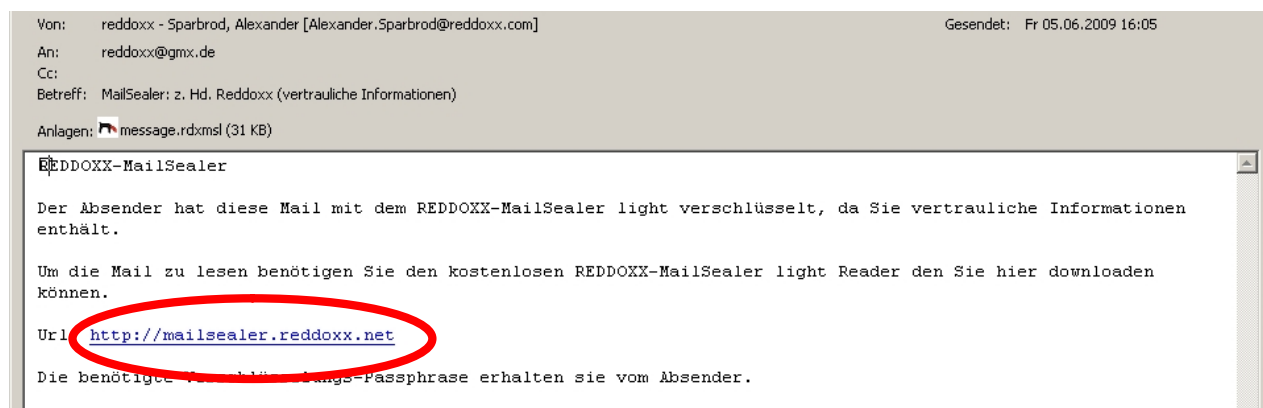 Von: reddoxx - Sparbrod, Alexander [Alexander.Sparbrod@reddoxx.com] Gesendet: Fr 05.06.2009 16:05
An: reddoxx@gmx.de
Cc:
Betreff: MailSealer: z. Hd. Reddoxx (vertrauliche Informationen)
Anlagen: message.rdxmsl (31 KB)
REDDOXX-MailSealer
Der Absender hat diese Mail mit dem REDDOXX-MailSealer light verschlüsselt, da Sie vertrauliche Informationen
enthält.
Um die Mail zu lesen benötigen Sie den kostenlosen REDDOXX-MailSealer light Reader den Sie hier downloaden
können.
Url http://mailsealer.reddoxx.net
Die benötigte Verschlüsselungs-Passphrase erhalten sie vom Absender.